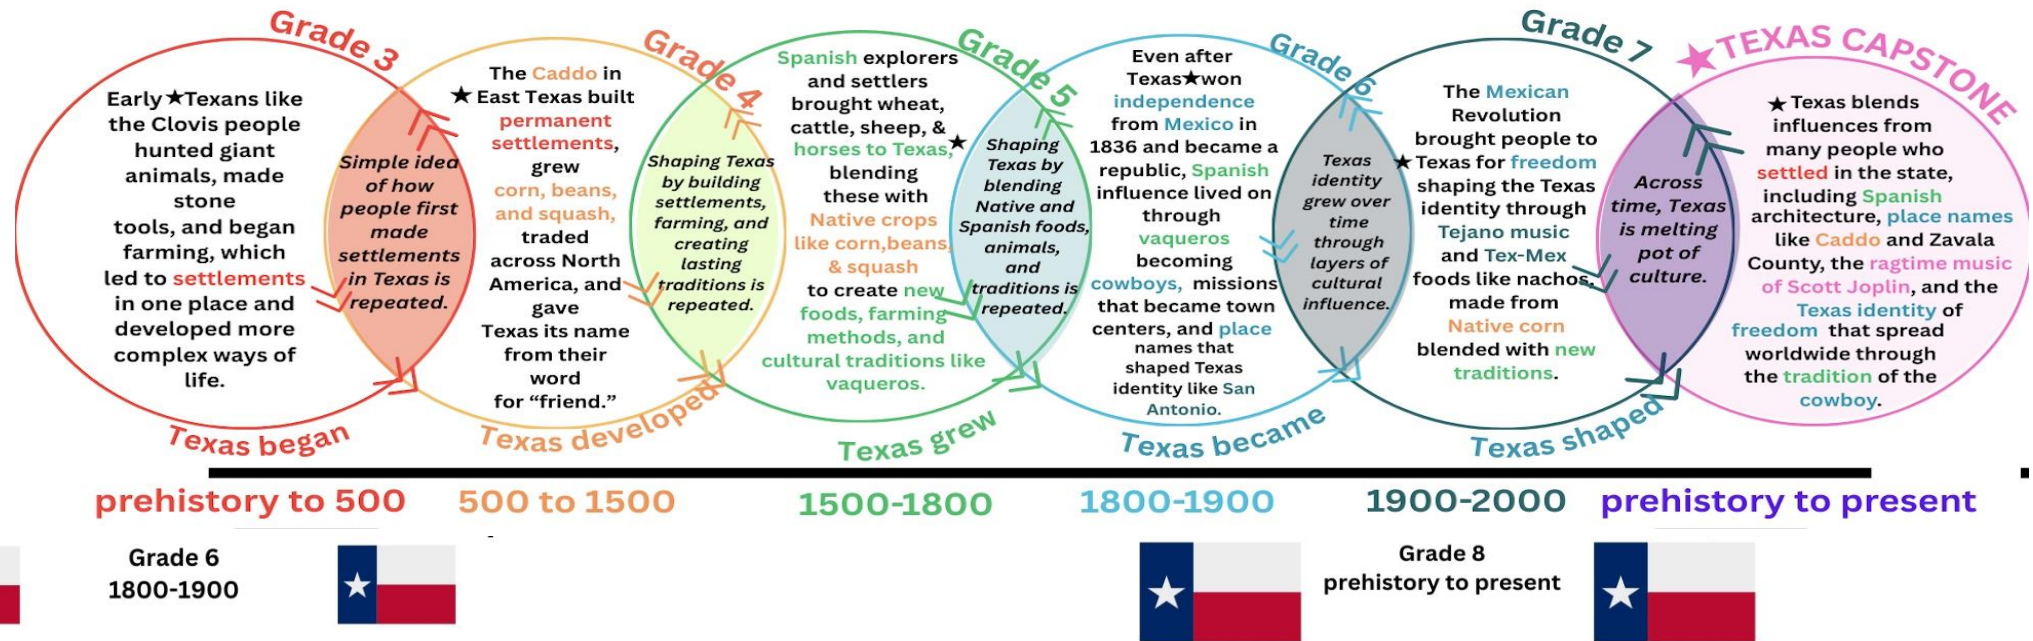 Grade 3
Early ★Texans like
the Clovis people
hunted giant
animals, made
stone
tools, and began
farming, which
led to settlements
in one place and
developed more
complex ways of
life.
Texas began
prehistory to 500
Simple idea
of how
people first
made
settlements
in Texas is
repeated.
Grade 4
The Caddo in
★ East Texas built
permanent
settlements,
grew
corn, beans,
and squash,
traded
across North
America, and
gave
Texas its name
from their
word
for “friend.”
Texas developed
500 to 1500
Shaping Texas
by building
settlements,
farming, and
creating
lasting
traditions is
repeated.
Grade 5
Spanish explorers
and settlers
brought wheat,
cattle, sheep, &
horses to Texas,★
blending
these with
Native crops
like corn,beans,
& squash
to create new
foods, farming
methods, and
cultural traditions like
vaqueros.
Texas grew
1500-1800
Shaping
Texas by
blending
Native and
Spanish foods,
animals,
and
traditions is
repeated.
Grade 6
Even after
Texas★won
independence
from Mexico in
1836 and became a
republic, Spanish
influence lived on
through
vaqueros
becoming
cowboys, missions
that became town
centers, and place
names that
shaped Texas
identity like San
Antonio.
Texas became
1800-1900
Texas
identity
grew over
time
through
layers of
cultural
influence.
Grade 7
The Mexican
Revolution
brought people to
★Texas for freedom
shaping the Texas
identity through
Tejano music
and Tex-Mex
foods like nachos,
made from
Native corn
blended with new
traditions.
Texas shaped
1900-2000
Across
time, Texas
is melting
pot of
culture.
★TEXAS CAPSTONE
★ Texas blends
influences from
many people who
settled in the state,
including Spanish
architecture, place names
like Caddo and Zavala
County, the ragtime music
of Scott Joplin, and the
Texas identity of
freedom that spread
worldwide through
the tradition of the
cowboy.
prehistory to present
Grade 6
1800-1900
Grade 8
prehistory to present